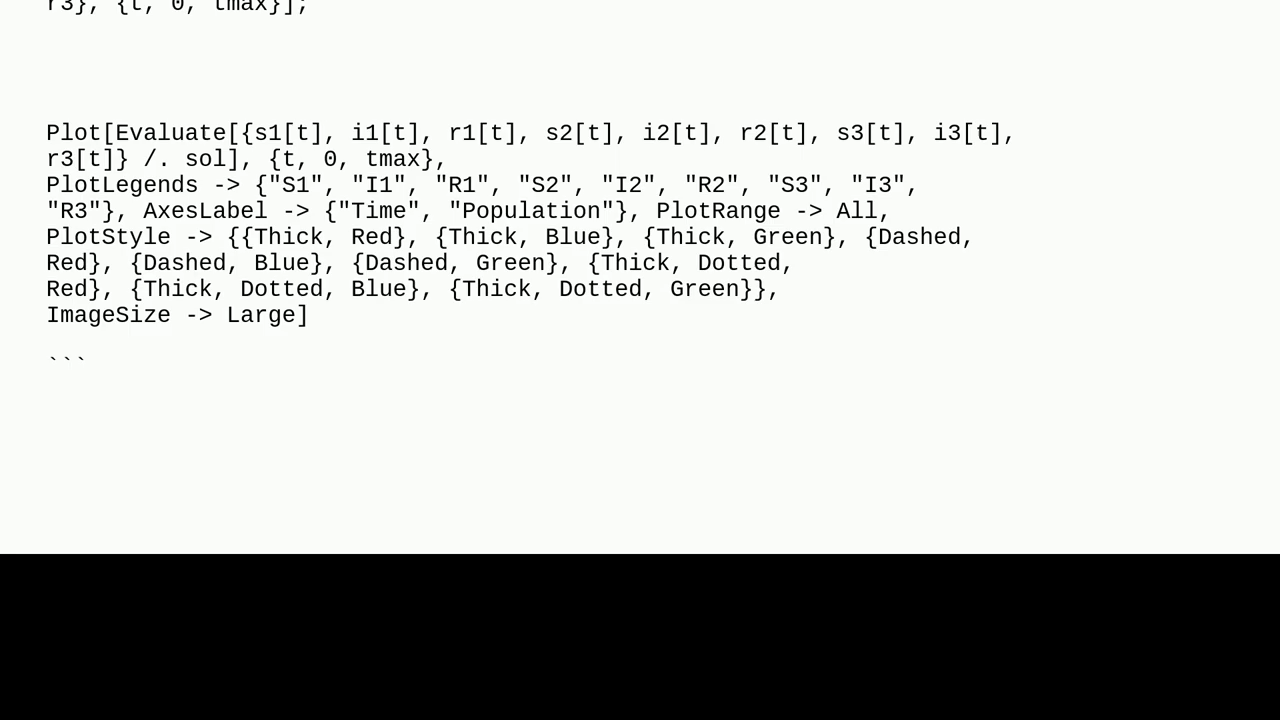 r3}, {t, 0, tmax}];
Plot[Evaluate[{s1[t], i1[t], r1[t], s2[t], i2[t], r2[t], s3[t], i3[t],
r3[t]} /. sol], {t, 0, tmax},
PlotLegends -> {"S1", "I1", "R1", "S2", "I2", "R2", "S3", "I3",
"R3"}, AxesLabel -> {"Time", "Population"}, PlotRange -> All,
PlotStyle -> {{Thick, Red}, {Thick, Blue}, {Thick, Green}, {Dashed,
Red}, {Dashed, Blue}, {Dashed, Green}, {Thick, Dotted,
Red}, {Thick, Dotted, Blue}, {Thick, Dotted, Green}},
ImageSize -> Large]
```